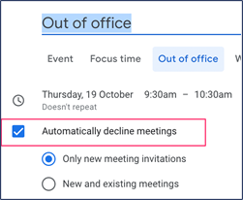 Out of office
Event Focus time Out of office
Thursday, 19 October 9:30am – 10:30am
Doesn't repeat
Automatically decline meetings
Only new meeting invitations
New and existing meetings